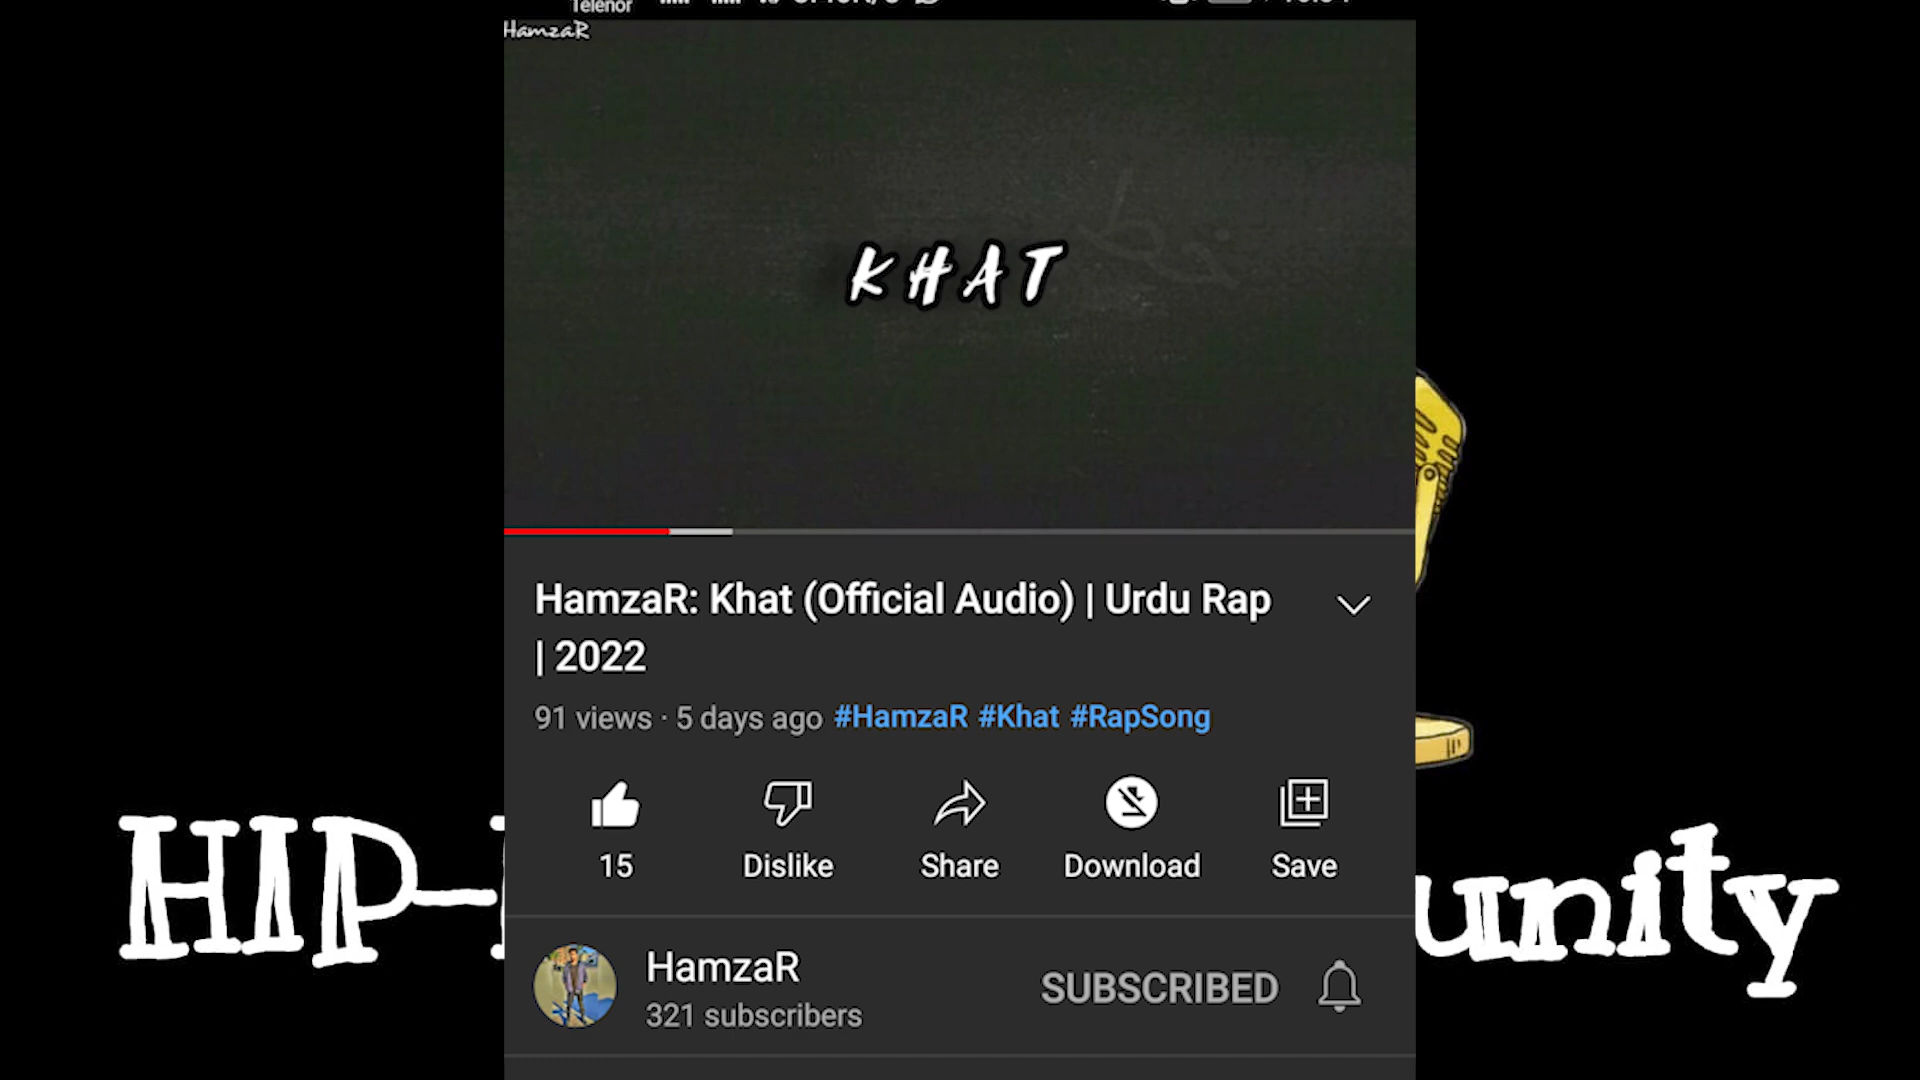 Telenor
HamzaR
KHAT
HamzaR: Khat (Official Audio) | Urdu Rap
| 2022
91 views · 5 days ago #HamzaR #Khat #RapSong
15 Dislike Share Download Save
HIP- unity
HamzaR
SUBSCRIBED
321 subscribers